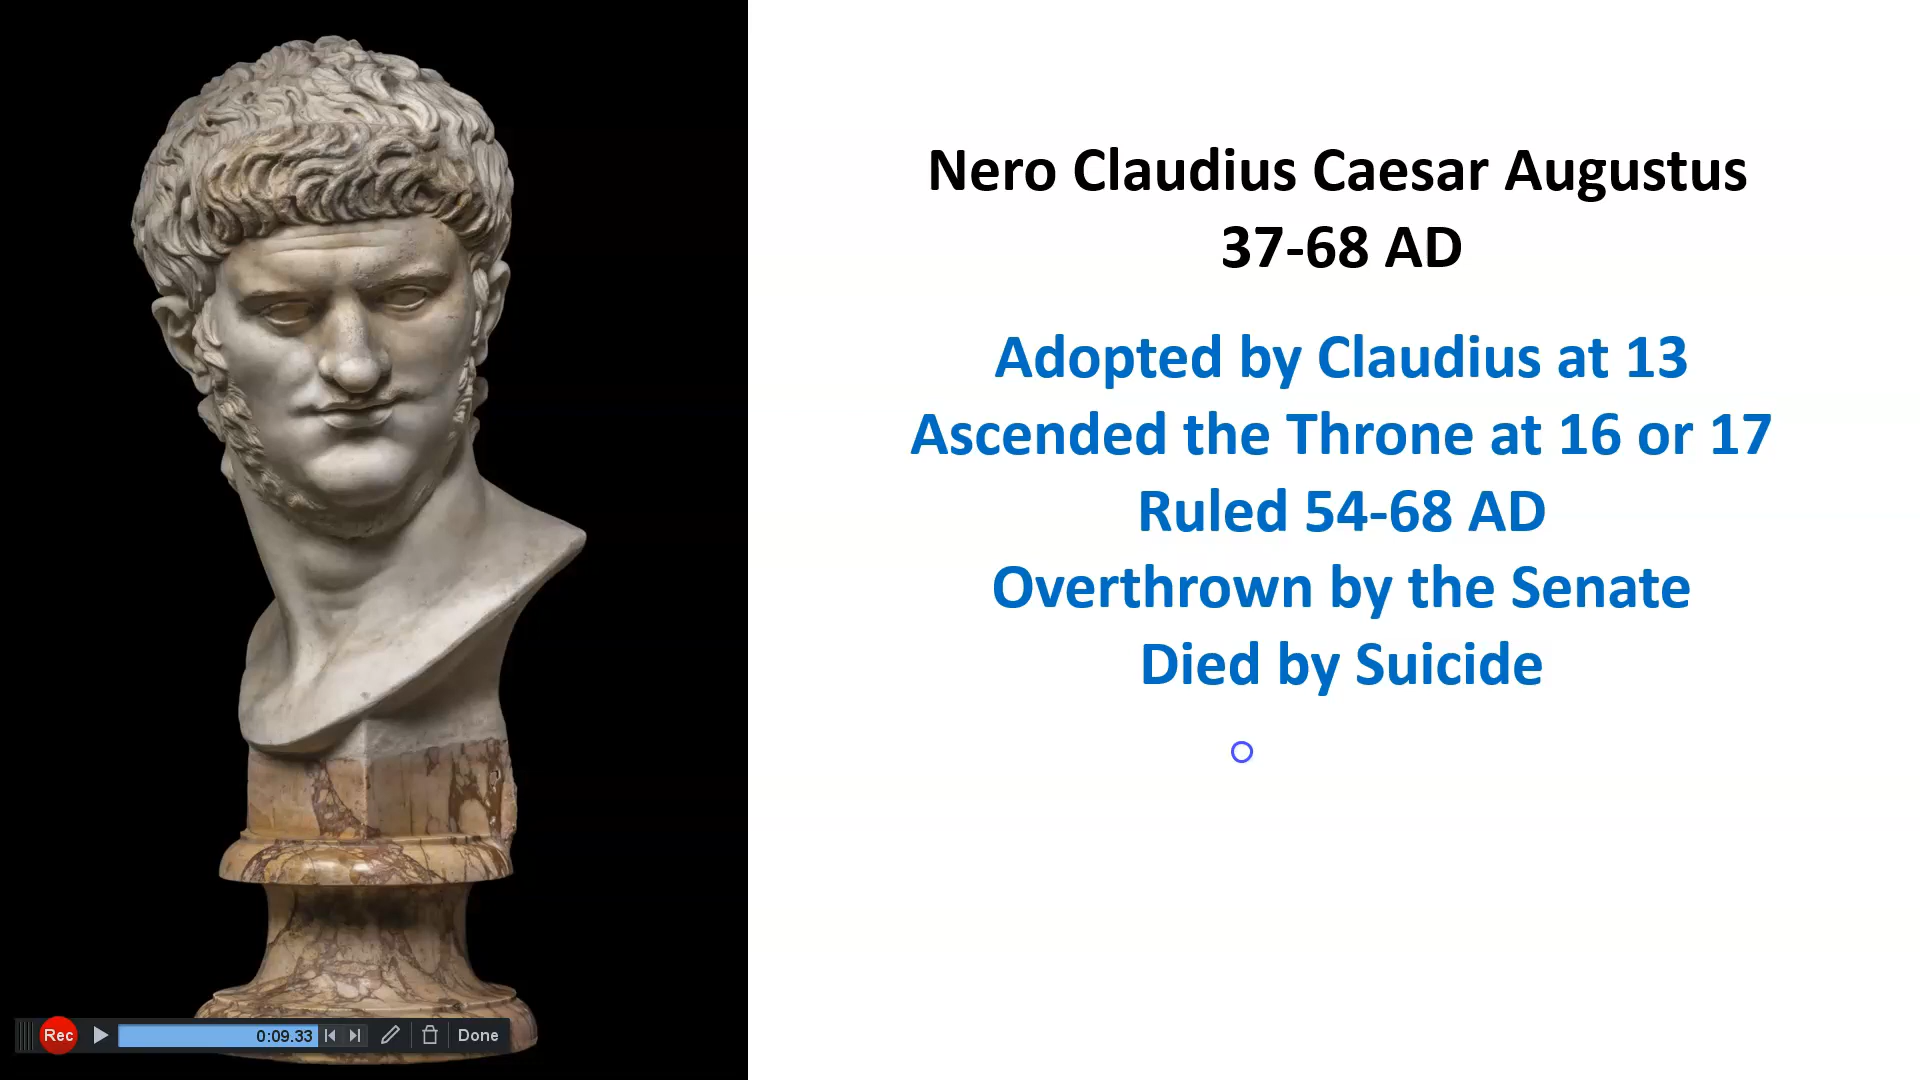 Nero Claudius Caesar Augustus
37-68 AD
Adopted by Claudius at 13
Ascended the Throne at 16 or 17
Ruled 54-68 AD
Overthrown by the Senate
Died by Suicide
Rec 0:09.33 Done